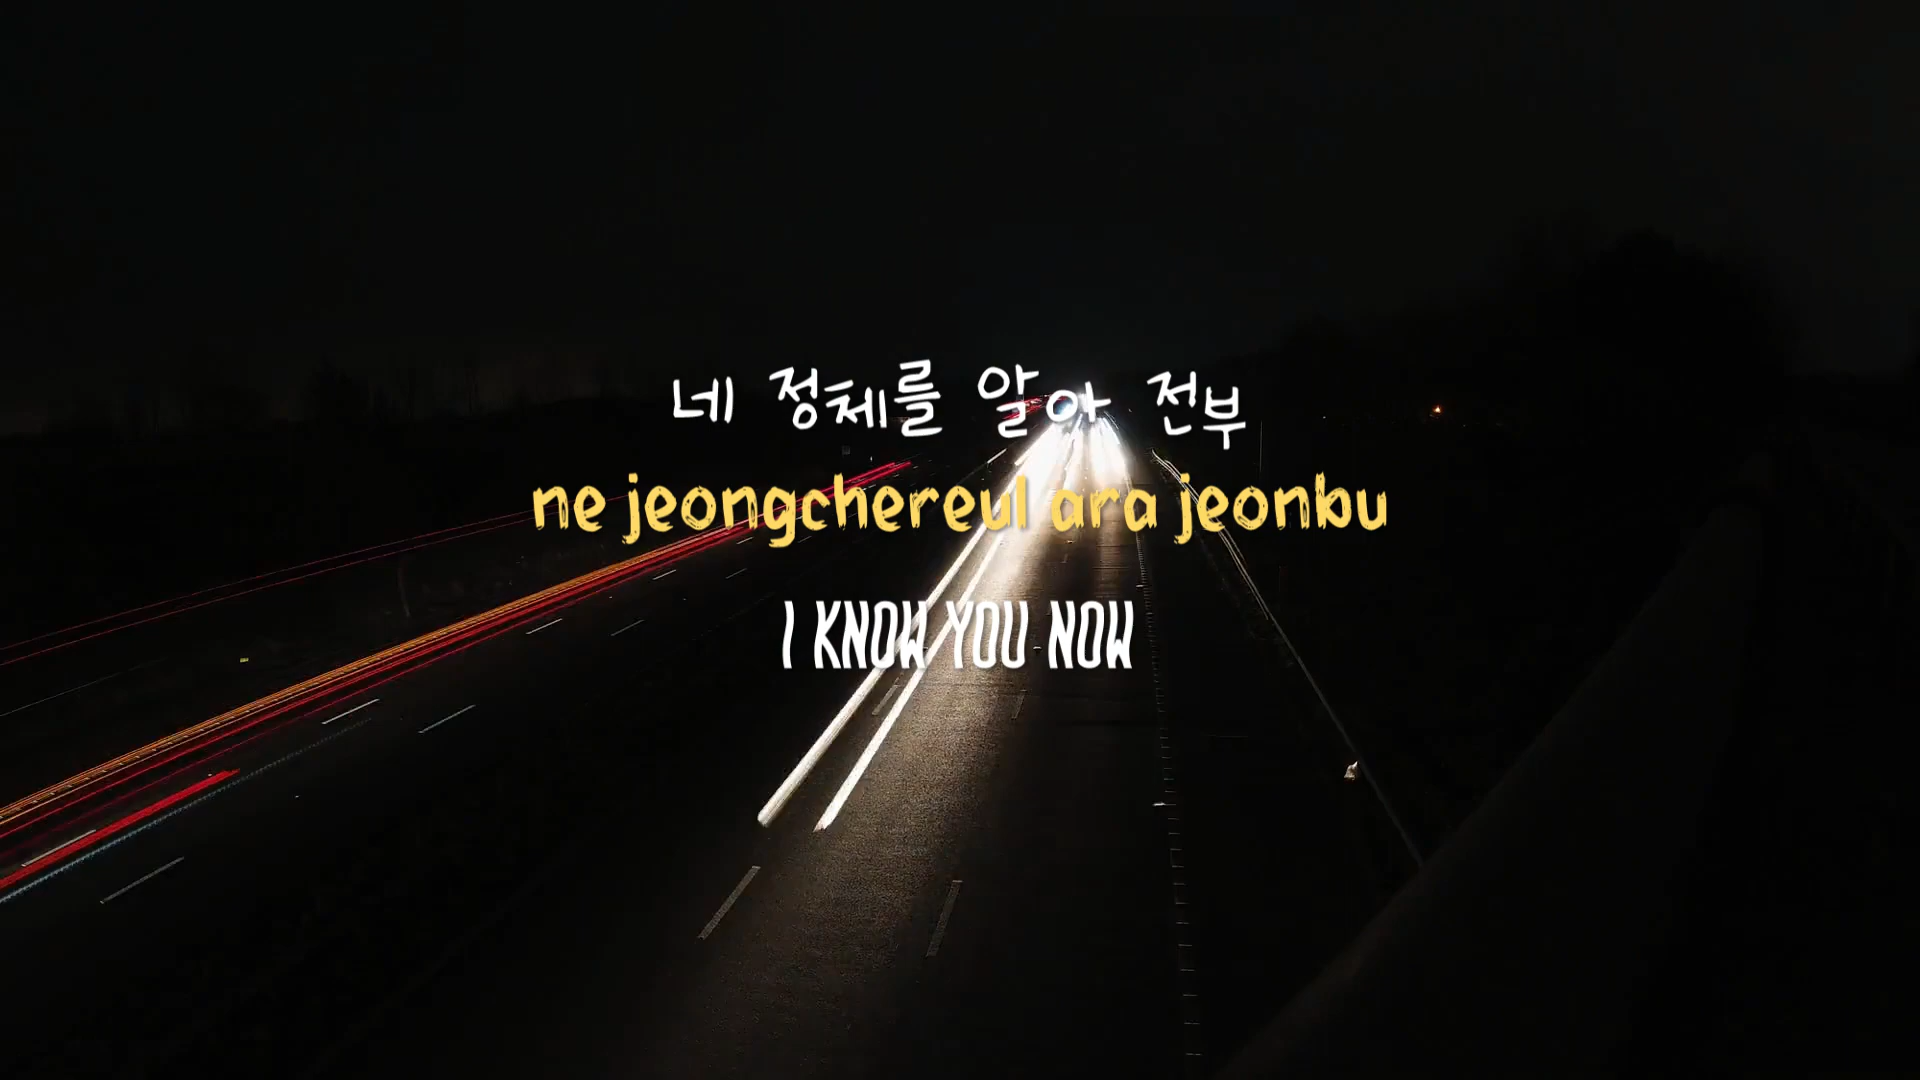 네 정체를 알아 전부
ne jeongchereul ara jeonbu
I KNOW YOU NOW